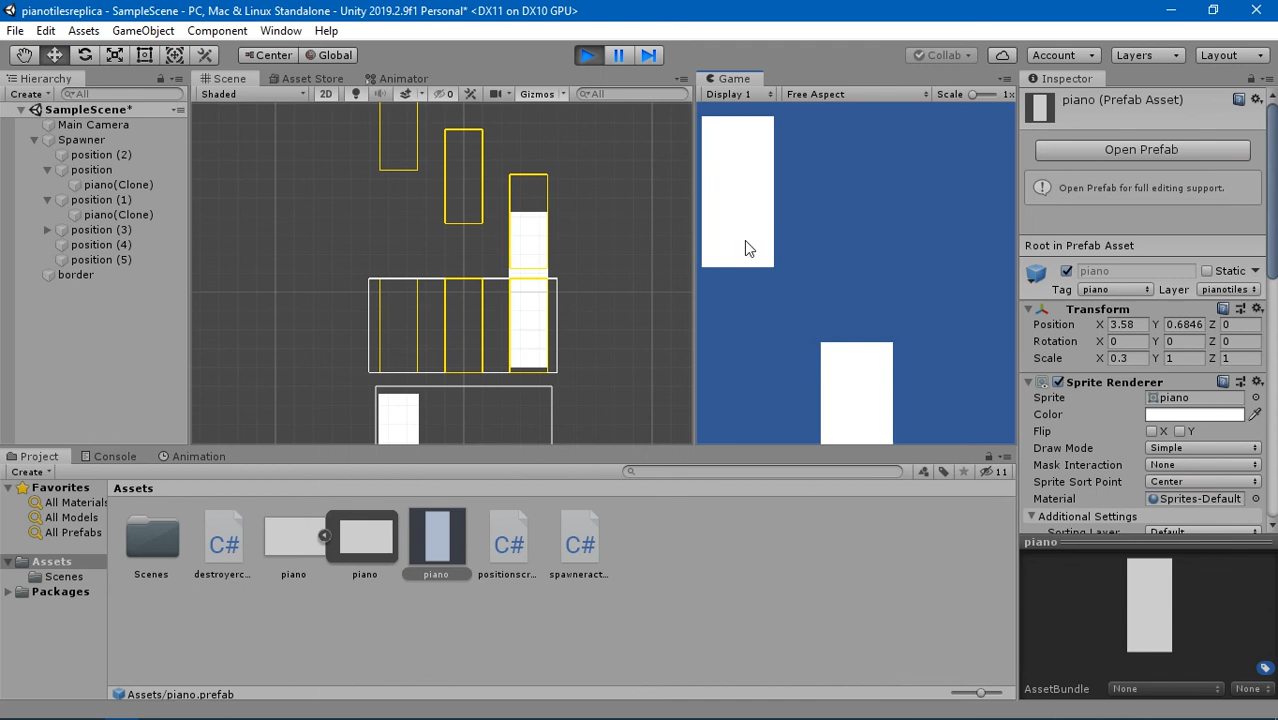 pianotilesreplica - SampleScene - PC, Mac & Linux Standalone - Unity 2019.2.9f1 Personal* <DX11 on DX10 GPU>
File Edit Assets GameObject Component Window Help
Center Global Collab Account Layers Layout
Hierarchy
Create All
SampleScene*
Main Camera
Spawner
position (2)
position
piano(Clone)
position (1)
piano(Clone)
position (3)
position (4)
position (5)
border
Scene Asset Store Animator
Shaded 2D 0 Gizmos All
Game
Display 1 Free Aspect Scale 1x
Inspector
piano (Prefab Asset)
Open Prefab
Open Prefab for full editing support.
Root in Prefab Asset
piano Static
Tag piano Layer pianotiles
Transform
Position X 3.58 Y 0.6846 Z 0
Rotation X 0 Y 0 Z 0
Scale X 0.3 Y 1 Z 1
Sprite Renderer
Sprite piano
Color
Flip X Y
Draw Mode Simple
Mask Interaction None
Sprite Sort Point Center
Material Sprites-Default
Additional Settings
Sorting Layer Default
piano
AssetBundle None None
Project Console Animation
Create 11
Favorites
All Materials
All Models
All Prefabs
Assets
Scenes
Packages
Assets
Scenes
C#
destroyerc...
piano
piano
piano
C#
positionscr...
C#
spawneract...
Assets/piano.prefab